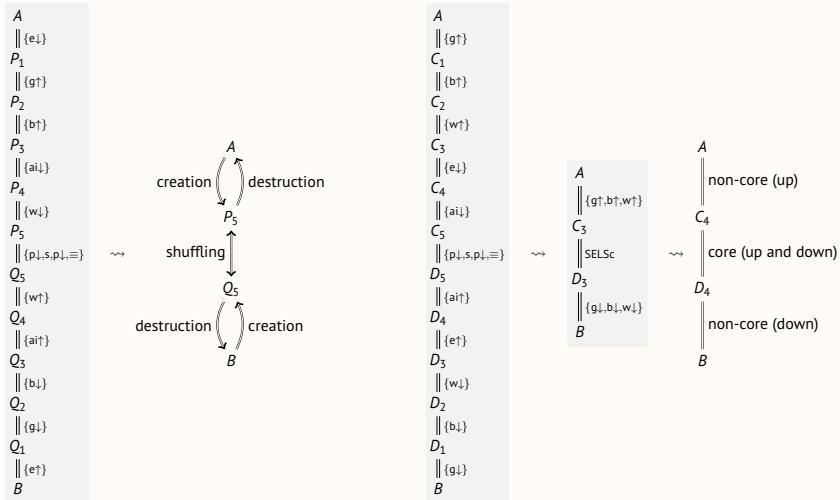 A
{e↓}
P1
{g↑}
P2
{b↑}
P3
{ai↓}
P4
{w↓}
P5
{p↓,s,p↓,≡}
Q5
{w↑}
Q4
{ai↑}
Q3
{b↓}
Q2
{g↓}
Q1
{e↑}
B
⇝
A
creation destruction
P5
shuffling
Q5
destruction creation
B
A
{g↑}
C1
{b↑}
C2
{w↑}
C3
{e↓}
C4
{ai↓}
C5
{p↓,s,p↓,≡}
D5
{ai↑}
D4
{e↑}
D3
{w↓}
D2
{b↓}
D1
{g↓}
B
⇝
A
{g↑,b↑,w↑}
C3
SELSc
D3
{g↓,b↓,w↓}
B
⇝
A
non-core (up)
C4
core (up and down)
D4
non-core (down)
B